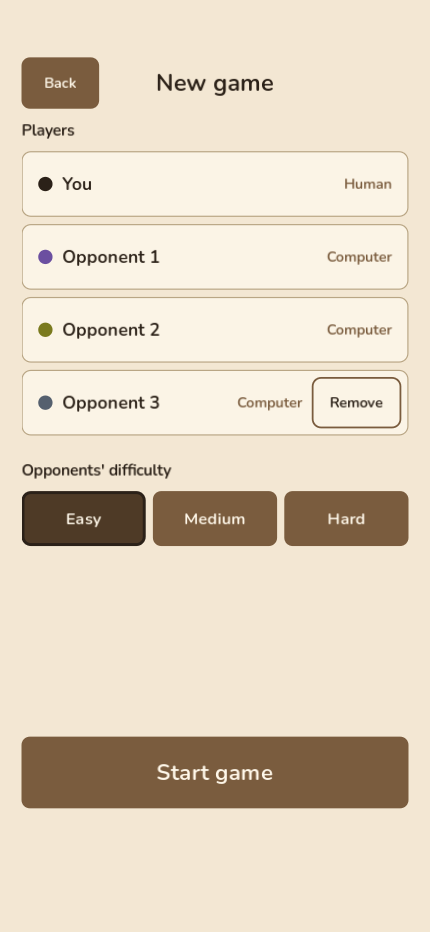 Back
New game
Players
You
Human
Opponent 1
Computer
Opponent 2
Computer
Opponent 3
Computer
Remove
Opponents' difficulty
Easy
Medium
Hard
Start game